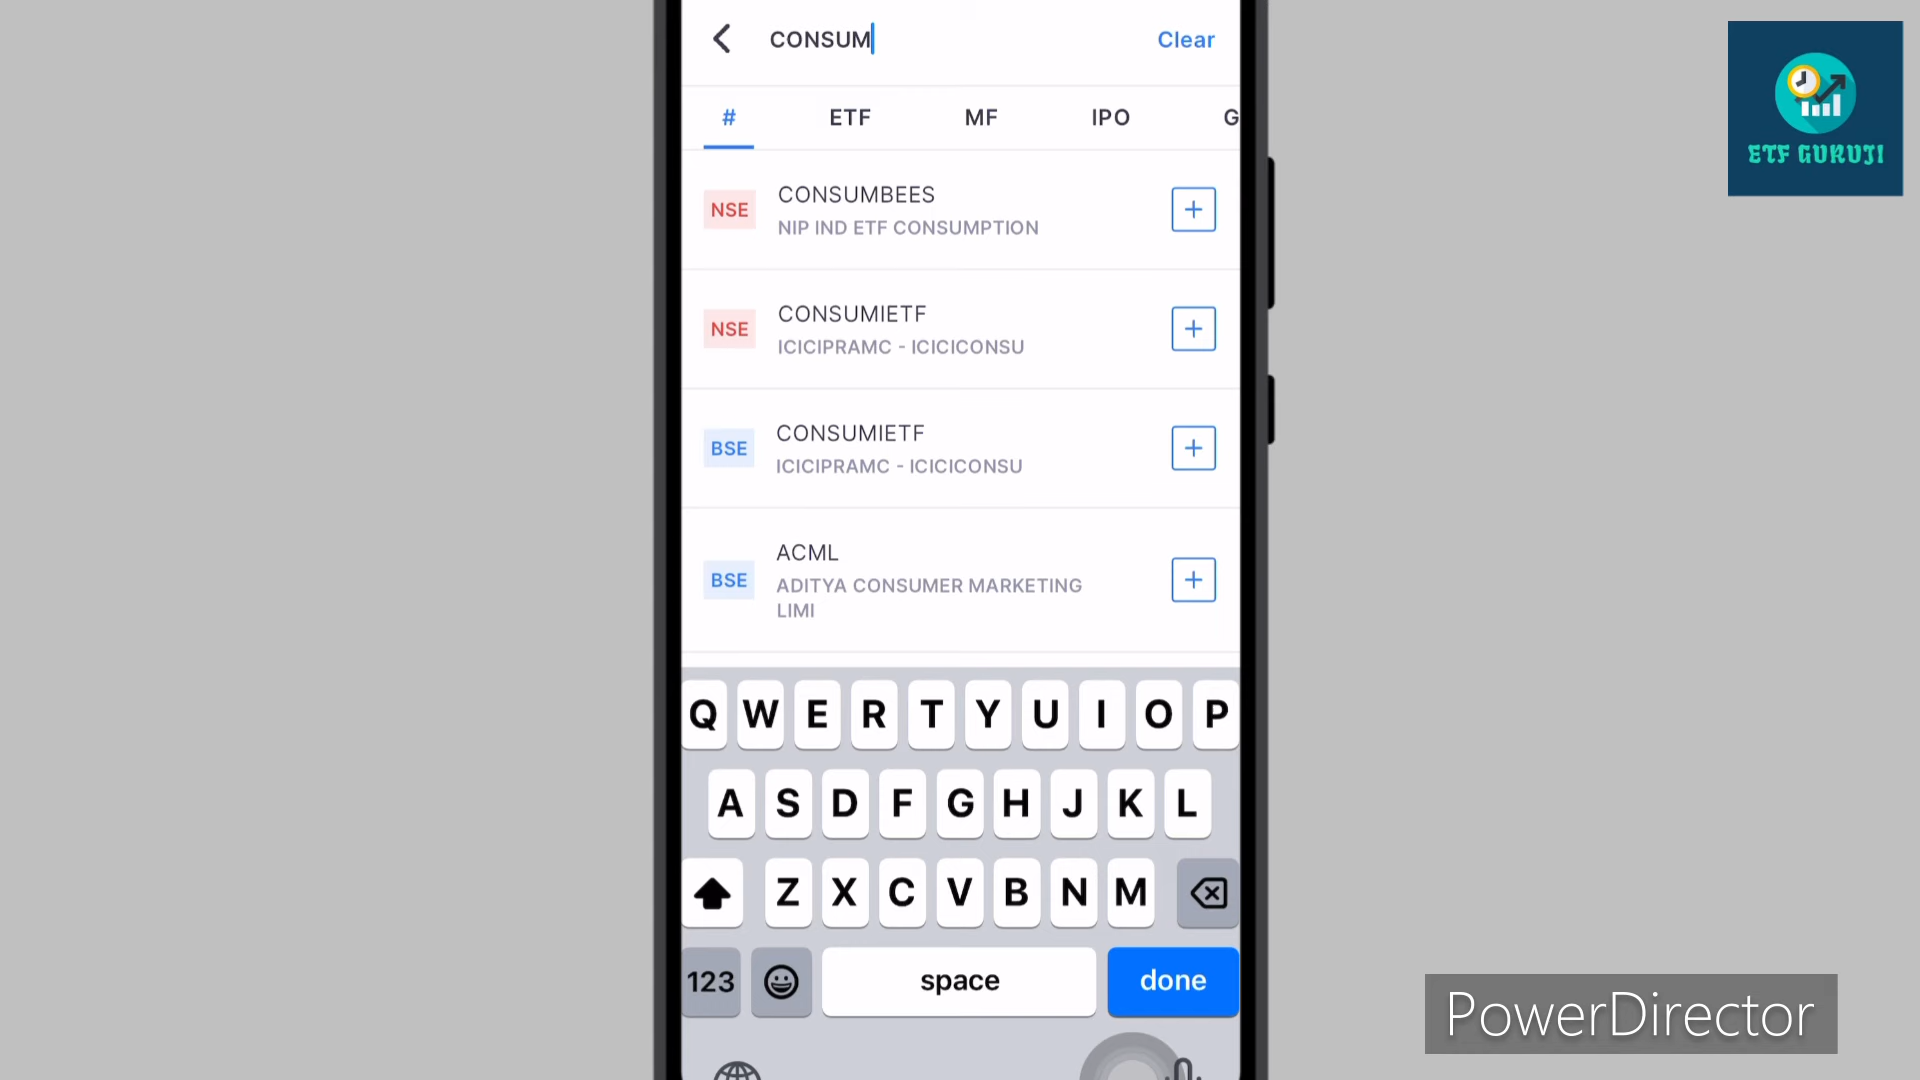 CONSUM
Clear
ETF GURUJI
# ETF MF IPO G
NSE
CONSUMBEES
NIP IND ETF CONSUMPTION
NSE
CONSUMIETF
ICICIPRAMC - ICICICONSU
BSE
CONSUMIETF
ICICIPRAMC - ICICICONSU
BSE
ACML
ADITYA CONSUMER MARKETING
LIMI
Q W E R T Y U I O P
A S D F G H J K L
Z X C V B N M
123 space done
PowerDirector